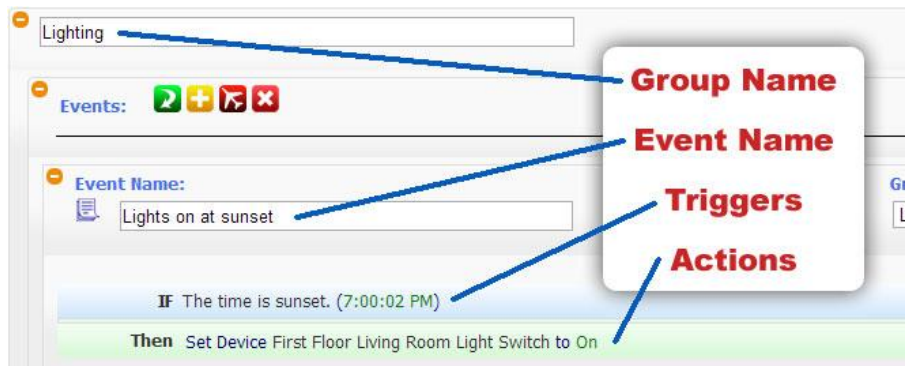 Lighting
Group Name
Events:
Event Name
Event Name:
Lights on at sunset
Triggers
Actions
IF The time is sunset. (7:00:02 PM)
Then Set Device First Floor Living Room Light Switch to On